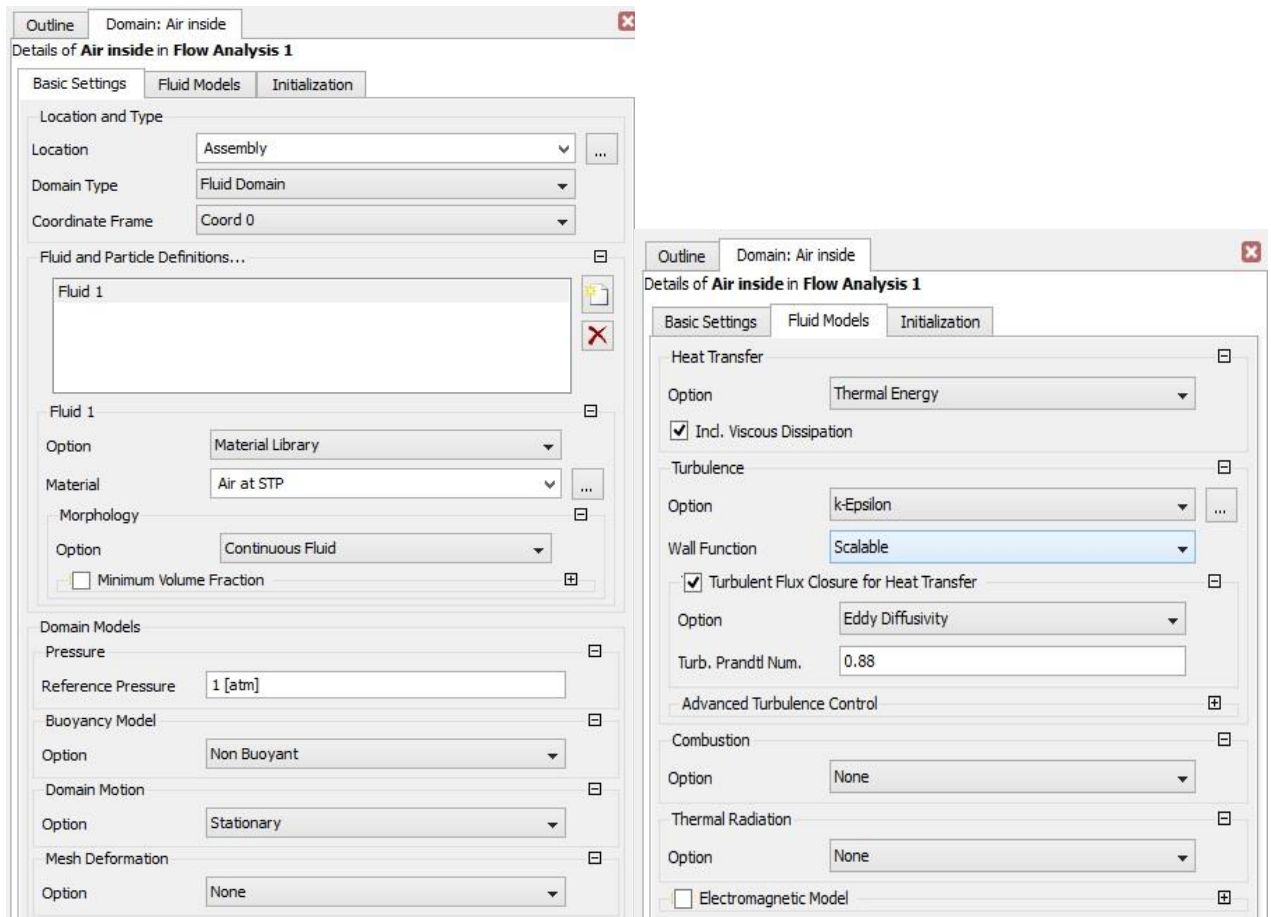 Outline Domain: Air inside
Details of Air inside in Flow Analysis 1
Basic Settings Fluid Models Initialization
Location and Type
Location Assembly ...
Domain Type Fluid Domain
Coordinate Frame Coord 0
Fluid and Particle Definitions...
Fluid 1
Fluid 1
Option Material Library
Material Air at STP ...
Morphology
Option Continuous Fluid
Minimum Volume Fraction
Domain Models
Pressure
Reference Pressure 1 [atm]
Buoyancy Model
Option Non Buoyant
Domain Motion
Option Stationary
Mesh Deformation
Option None
Outline Domain: Air inside
Details of Air inside in Flow Analysis 1
Basic Settings Fluid Models Initialization
Heat Transfer
Option Thermal Energy
Incl. Viscous Dissipation
Turbulence
Option k-Epsilon ...
Wall Function Scalable
Turbulent Flux Closure for Heat Transfer
Option Eddy Diffusivity
Turb. Prandtl Num. 0.88
Advanced Turbulence Control
Combustion
Option None
Thermal Radiation
Option None
Electromagnetic Model